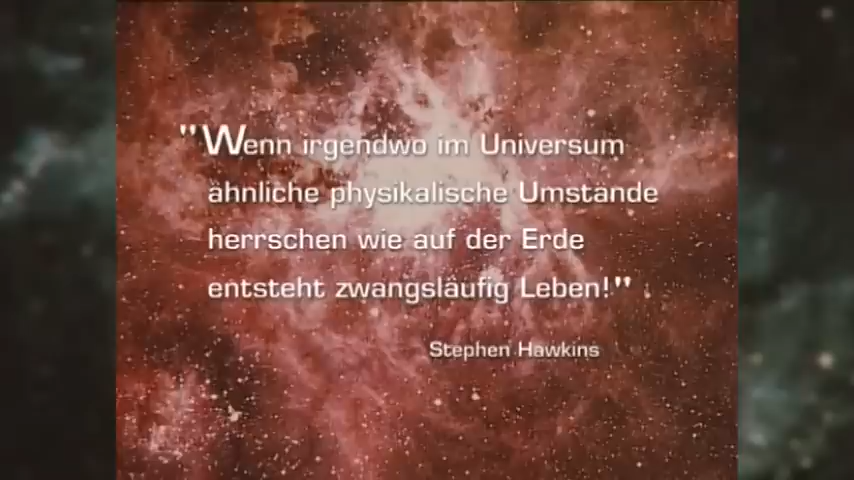 "Wenn irgendwo im Universum
ähnliche physikalische Umstände
herrschen wie auf der Erde
entsteht zwangsläufig Leben!"
Stephen Hawkins